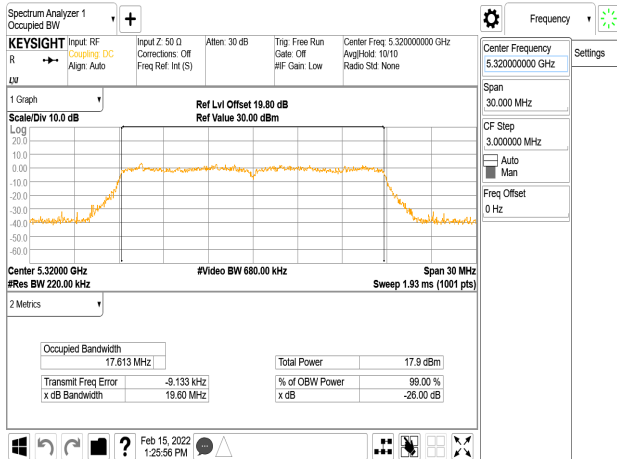 Spectrum Analyzer 1
Occupied BW
Frequency
KEYSIGHT
R
Input: RF
Coupling: DC
Align: Auto
Input Z: 50 Ω
Corrections: Off
Freq Ref: Int (S)
Atten: 30 dB
Trig: Free Run
Gate: Off
#IF Gain: Low
Center Freq: 5.320000000 GHz
Avg|Hold: 10/10
Radio Std: None
Center Frequency
5.320000000 GHz
Settings
Span
30.000 MHz
CF Step
3.000000 MHz
Auto
Man
Freq Offset
0 Hz
1 Graph
Scale/Div 10.0 dB
Ref Lvl Offset 19.80 dB
Ref Value 30.00 dBm
Log
20.0
10.0
0.00
-10.0
-20.0
-30.0
-40.0
-50.0
-60.0
Center 5.32000 GHz
#Video BW 680.00 kHz
Span 30 MHz
#Res BW 220.00 kHz
Sweep 1.93 ms (1001 pts)
2 Metrics
Occupied Bandwidth
17.613 MHz
Total Power 17.9 dBm
Transmit Freq Error -9.133 kHz
% of OBW Power 99.00 %
x dB Bandwidth 19.60 MHz
x dB -26.00 dB
?
Feb 15, 2022
1:25:56 PM